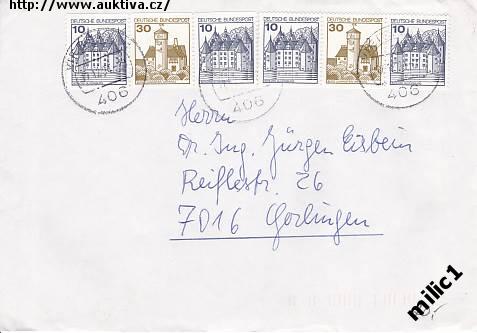 http://www.auktiva.cz/
10 DEUTSCHE BUNDESPOST
30 DEUTSCHE BUNDESPOST
10 DEUTSCHE BUNDESPOST
10 DEUTSCHE BUNDESPOST
30 DEUTSCHE BUNDESPOST
10 DEUTSCHE BUNDESPOST
406
406
406
Herrn
Dr. Ing. Jürgen Eisbein
Reiflestr. 26
7016 Gerlingen
milic1